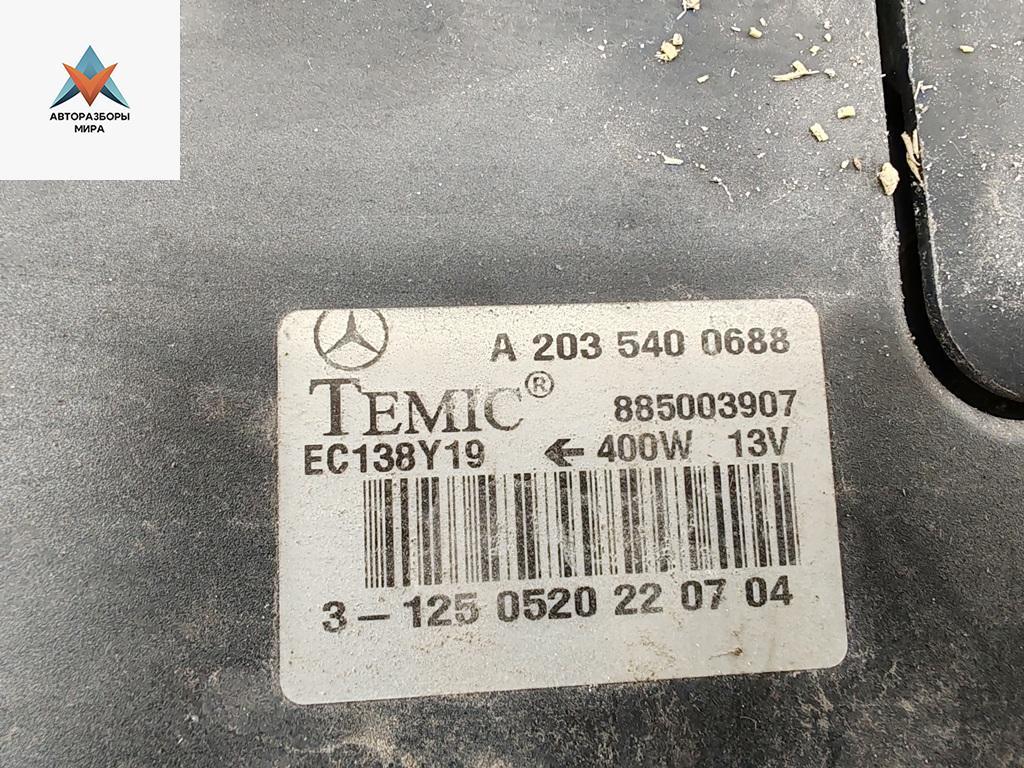 АВТОРАЗБОРЫ
МИРА
A 203 540 0688
TEMIC®
885003907
EC138Y19 ← 400W 13V
3-125 0520 22 07 04